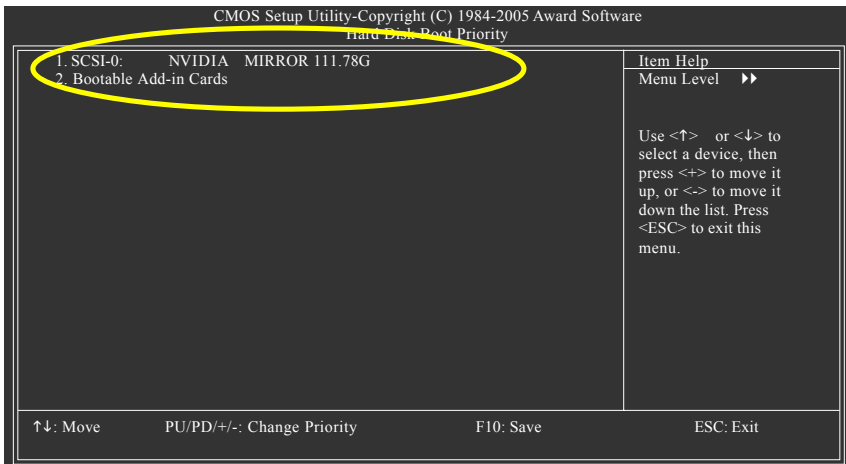 CMOS Setup Utility-Copyright (C) 1984-2005 Award Software
Hard Disk Boot Priority
1. SCSI-0: NVIDIA MIRROR 111.78G
2. Bootable Add-in Cards
Item Help
Menu Level ▸▸
Use <↑> or <↓> to
select a device, then
press <+> to move it
up, or <-> to move it
down the list. Press
<ESC> to exit this
menu.
↑↓: Move PU/PD/+/-: Change Priority F10: Save ESC: Exit